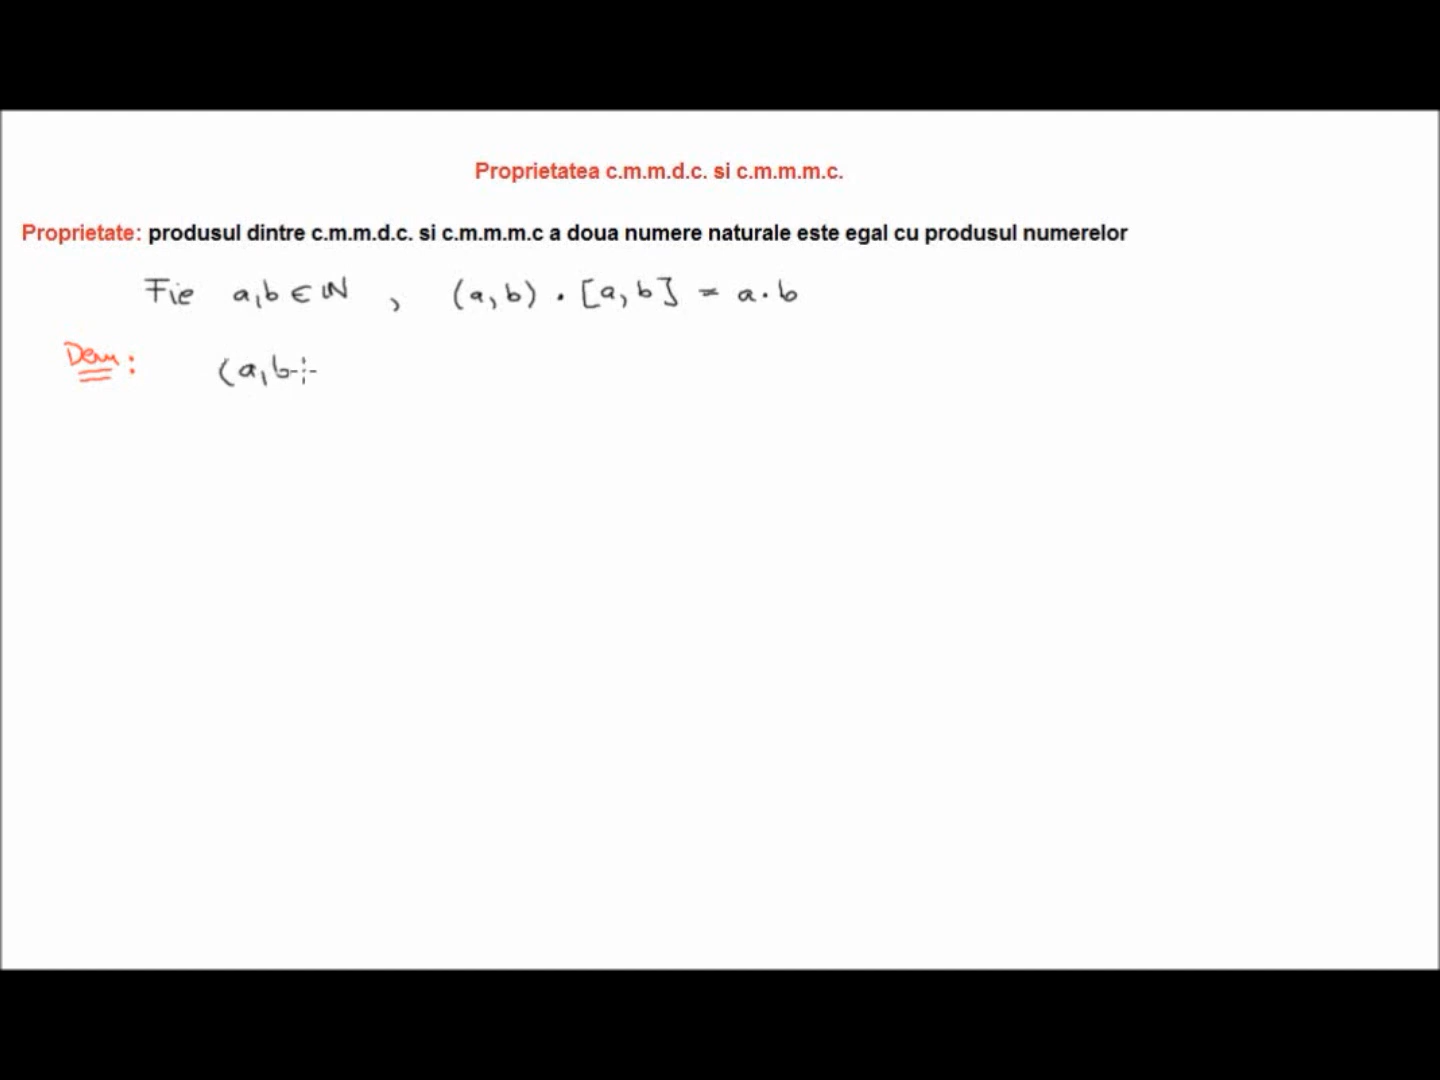 Proprietatea c.m.m.d.c. si c.m.m.m.c.
Proprietate: produsul dintre c.m.m.d.c. si c.m.m.m.c a doua numere naturale este egal cu produsul numerelor
Fie a,b ∈ ℕ , (a,b) · [a,b] = a·b
Dem: (a,b